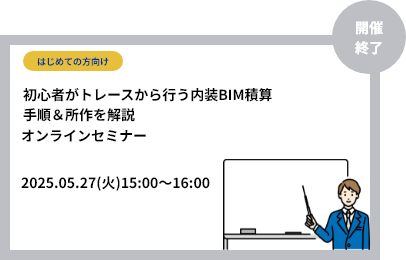 開催
終了
はじめての方向け
初心者がトレースから行う内装BIM積算
手順＆所作を解説
オンラインセミナー
2025.05.27(火)15:00〜16:00